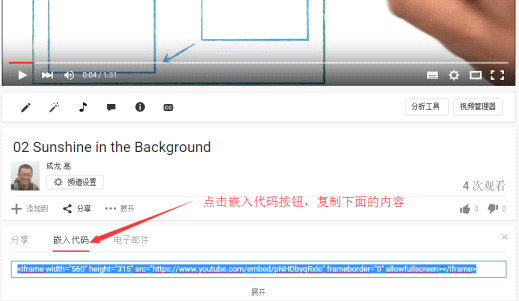 0:04 / 1:31
分析工具
视频管理器
02 Sunshine in the Background
成龙 高
频道设置
4 次观看
添加到 分享 ••• 展开 0 0
点击嵌入代码按钮，复制下面的内容
分享 嵌入代码 电子邮件
<iframe width="560" height="315" src="https://www.youtube.com/embed/pNHDbyqRxlo" frameborder="0" allowfullscreen></iframe>
展开